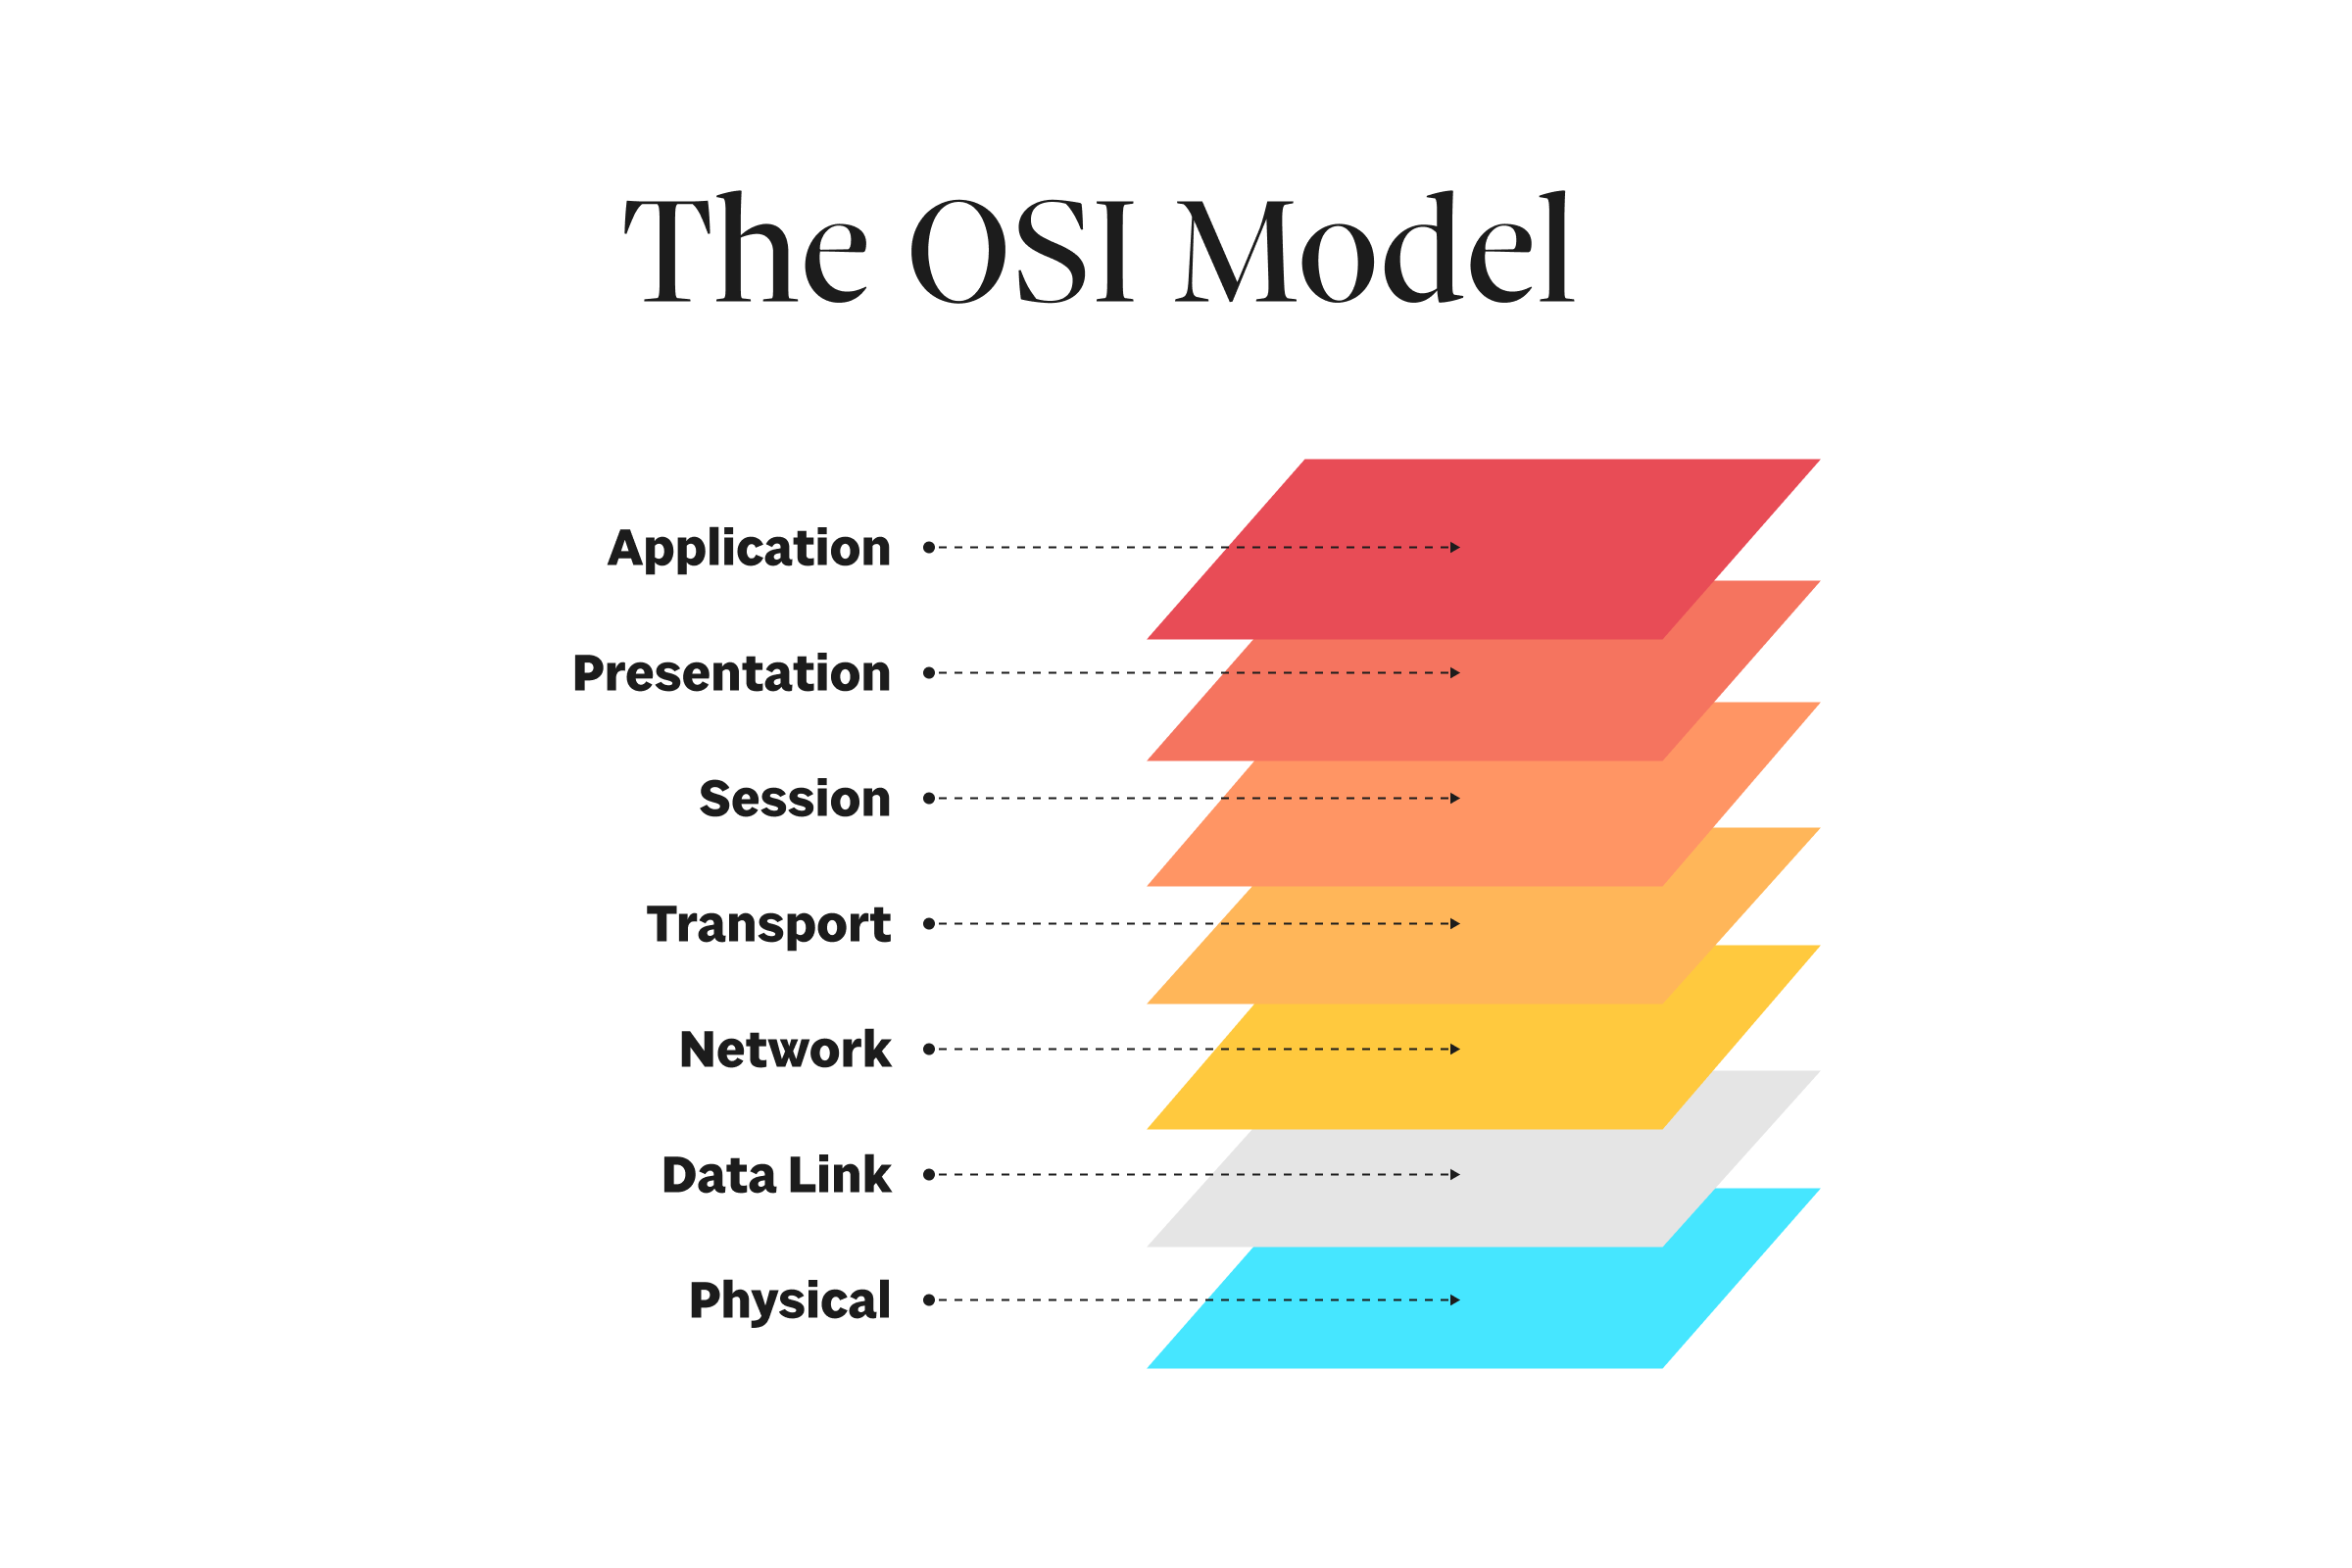 The OSI Model
Application
Presentation
Session
Transport
Network
Data Link
Physical